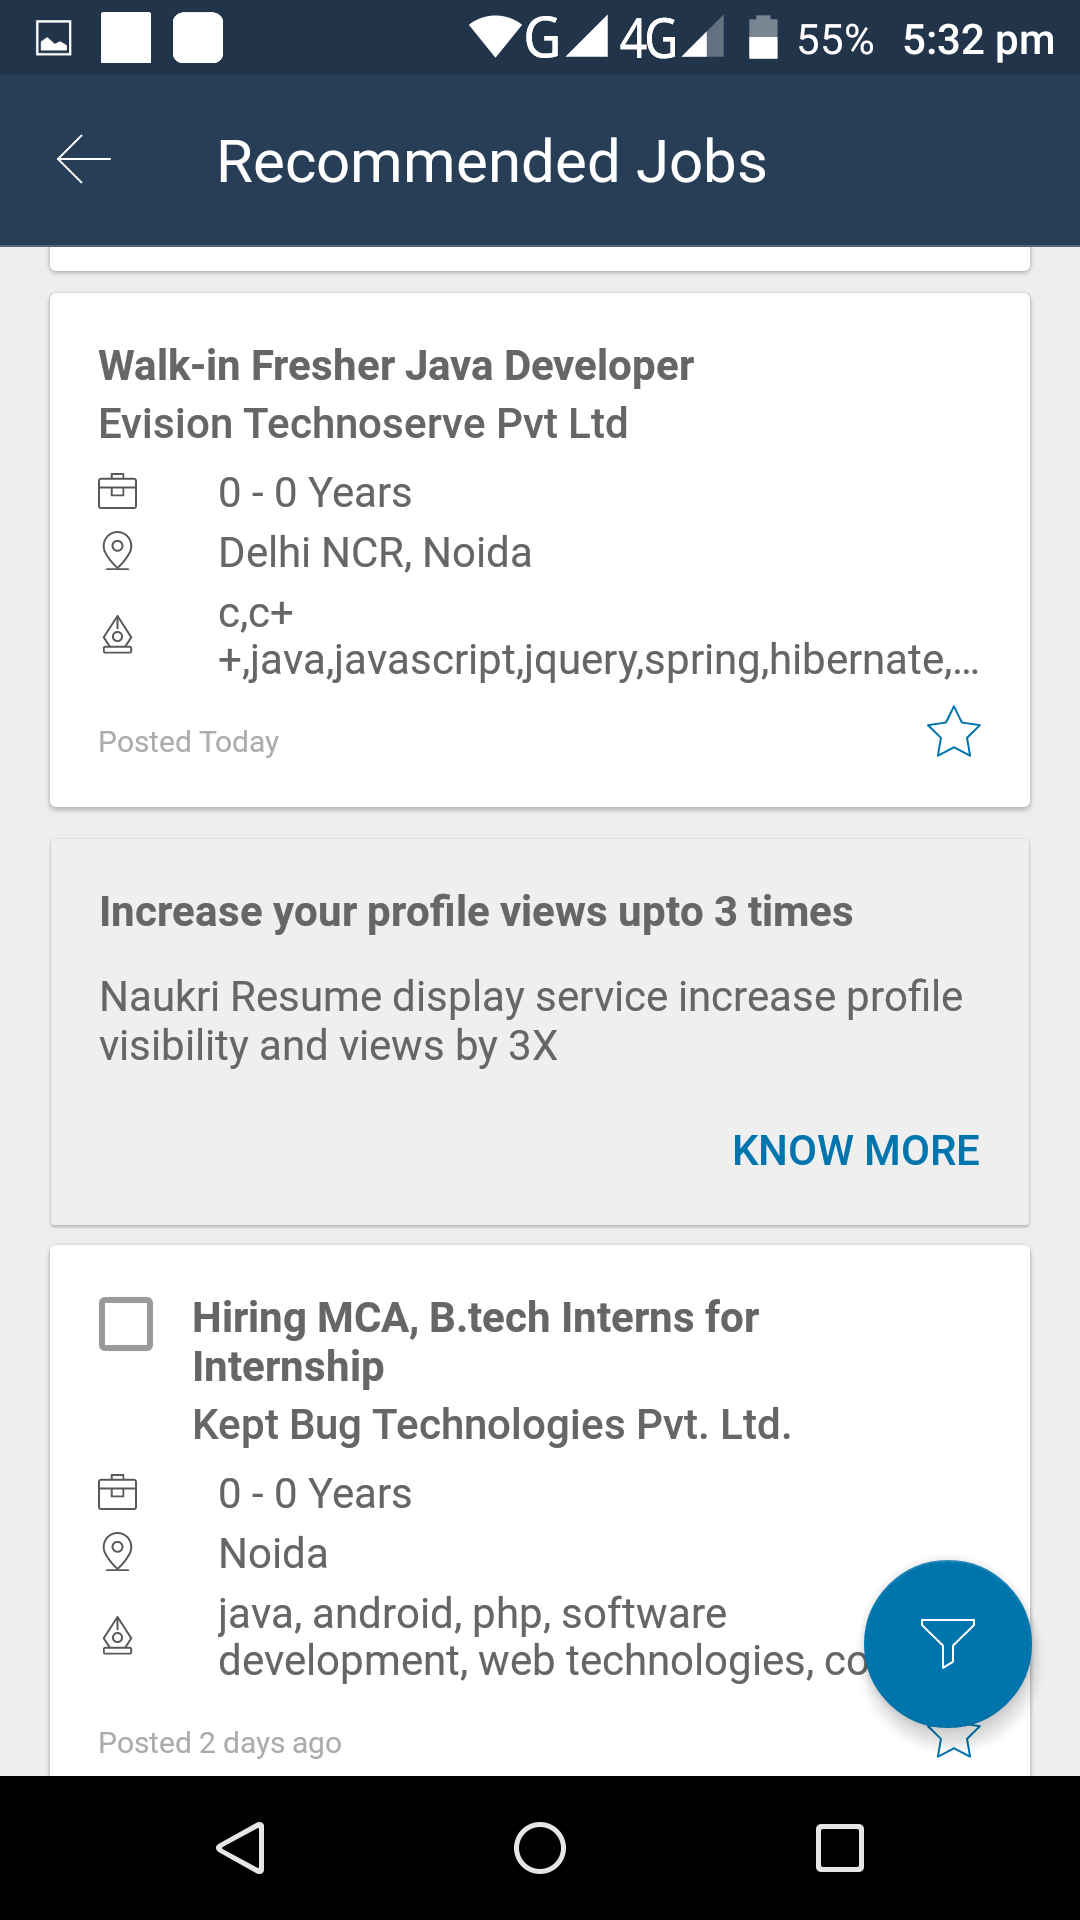 G 4G 55% 5:32 pm
Recommended Jobs
Walk-in Fresher Java Developer
Evision Technoserve Pvt Ltd
0 - 0 Years
Delhi NCR, Noida
c,c+
+,java,javascript,jquery,spring,hibernate,...
Posted Today
Increase your profile views upto 3 times
Naukri Resume display service increase profile
visibility and views by 3X
KNOW MORE
Hiring MCA, B.tech Interns for
Internship
Kept Bug Technologies Pvt. Ltd.
0 - 0 Years
Noida
java, android, php, software
development, web technologies, co
Posted 2 days ago